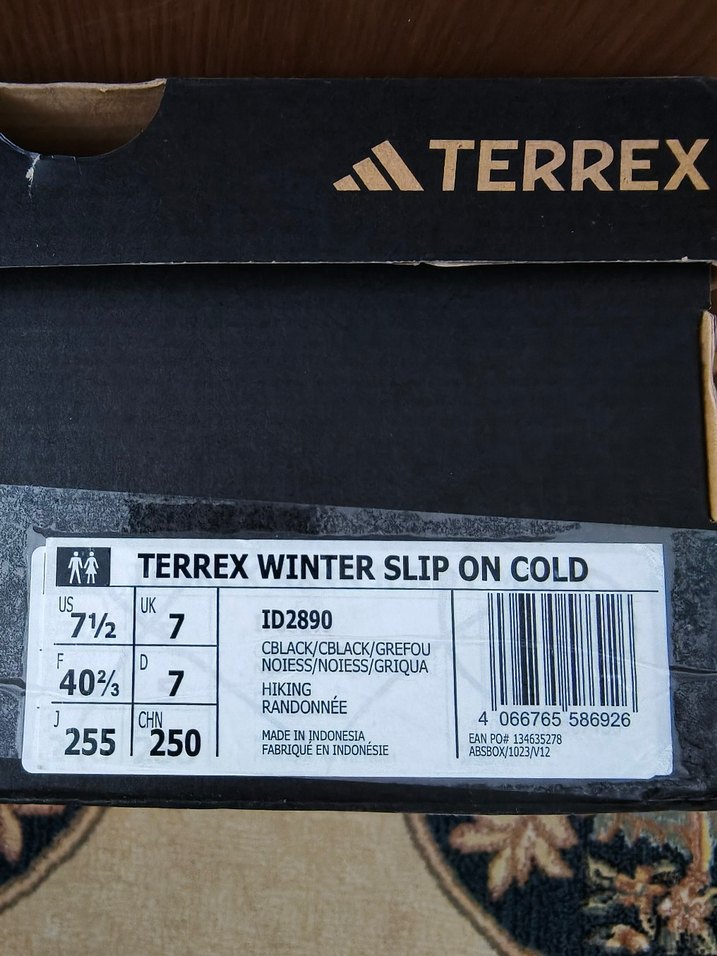 TERREX
TERREX WINTER SLIP ON COLD
US 7½ UK 7
F 40⅔ D 7
J 255 CHN 250
ID2890
CBLACK/CBLACK/GREFOU
NOIESS/NOIESS/GRIQUA
HIKING
RANDONNÉE
MADE IN INDONESIA
FABRIQUÉ EN INDONÉSIE
4 066765 586926
EAN PO# 134635278
ABSBOX/1023/V12